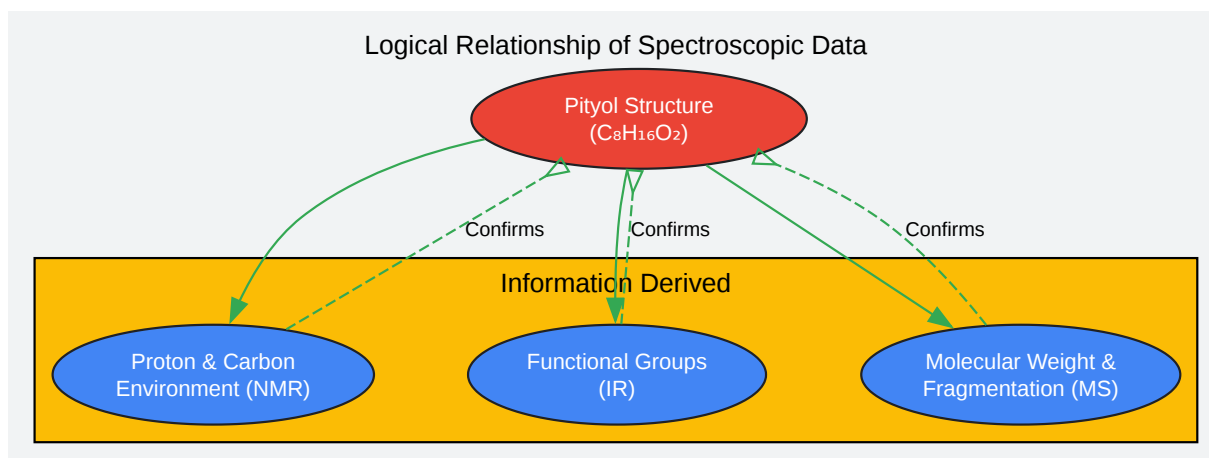 Logical Relationship of Spectroscopic Data
Pityol Structure
(C₈H₁₆O₂)
Confirms
Confirms
Confirms
Information Derived
Proton & Carbon
Environment (NMR)
Functional Groups
(IR)
Molecular Weight &
Fragmentation (MS)